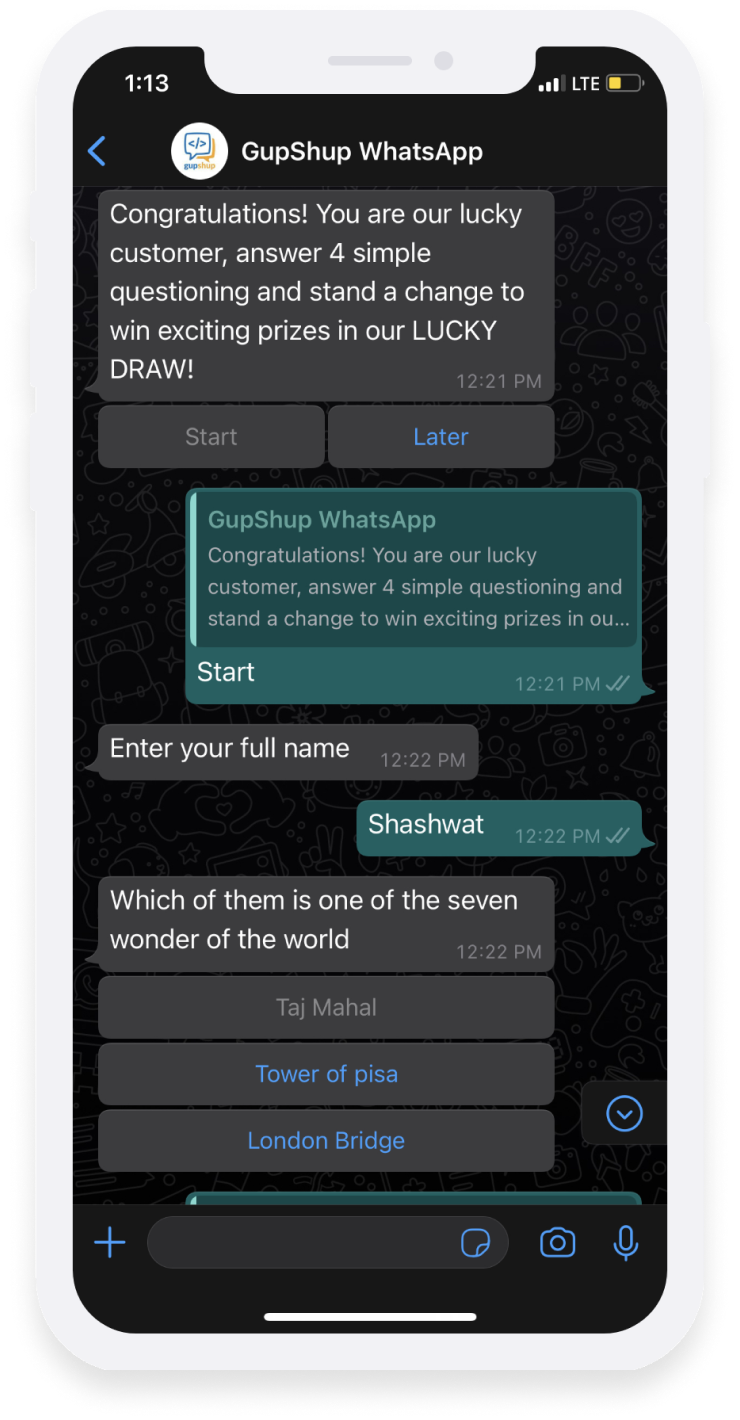 1:13
LTE
</>
gupshup
GupShup WhatsApp
BFF
Congratulations! You are our lucky
customer, answer 4 simple
questioning and stand a change to
win exciting prizes in our LUCKY
DRAW!
12:21 PM
Start
Later
GupShup WhatsApp
Congratulations! You are our lucky
customer, answer 4 simple questioning and
stand a change to win exciting prizes in ou...
Start
12:21 PM
Enter your full name
12:22 PM
Shashwat
12:22 PM
Which of them is one of the seven
wonder of the world
12:22 PM
Taj Mahal
Tower of pisa
London Bridge